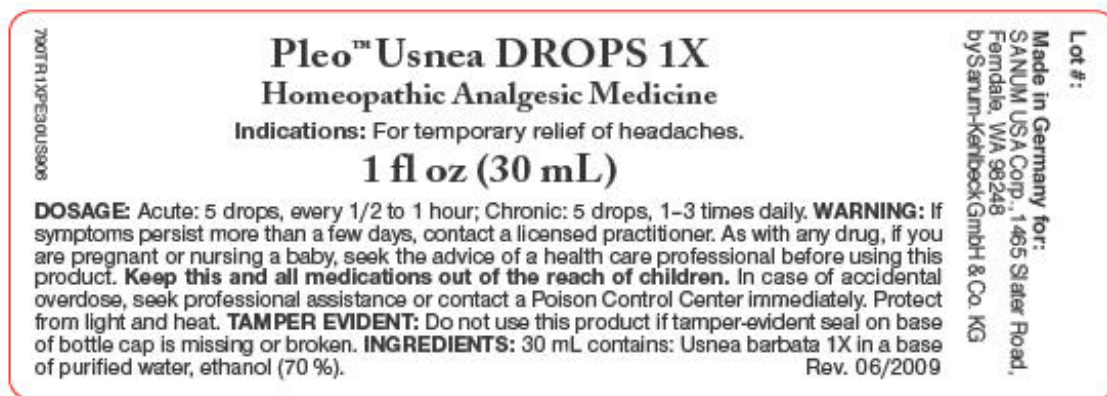 Pleo™ Usnea DROPS 1X
Homeopathic Analgesic Medicine
Indications: For temporary relief of headaches.
1 fl oz (30 mL)
DOSAGE: Acute: 5 drops, every 1/2 to 1 hour; Chronic: 5 drops, 1–3 times daily. WARNING: If
symptoms persist more than a few days, contact a licensed practitioner. As with any drug, if you
are pregnant or nursing a baby, seek the advice of a health care professional before using this
product. Keep this and all medications out of the reach of children. In case of accidental
overdose, seek professional assistance or contact a Poison Control Center immediately. Protect
from light and heat. TAMPER EVIDENT: Do not use this product if tamper-evident seal on base
of bottle cap is missing or broken. INGREDIENTS: 30 mL contains: Usnea barbata 1X in a base
of purified water, ethanol (70 %). Rev. 06/2009
700TR1XPE30US906
Lot #:
Made in Germany for:
SANUM USA Corp., 1465 Slater Road,
Ferndale, WA 98248
by Sanum-Kehlbeck GmbH & Co. KG